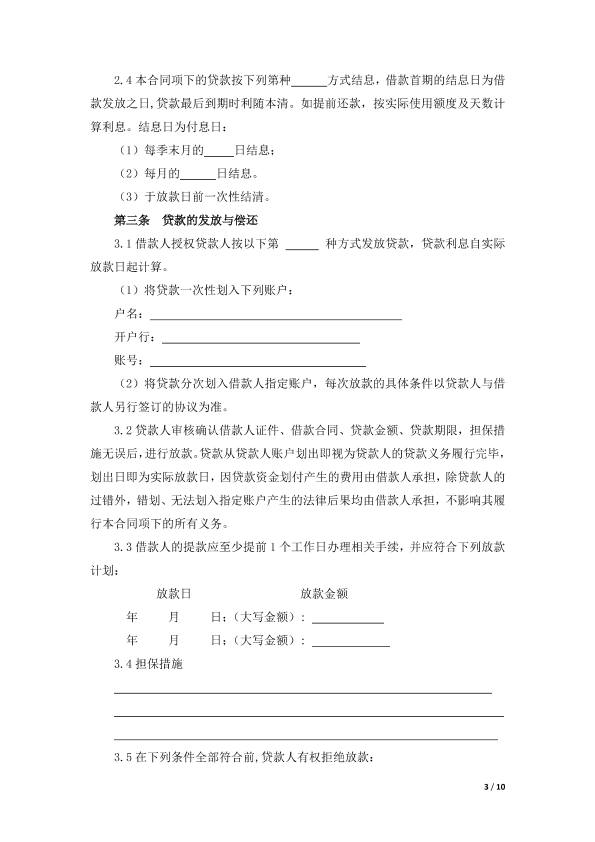 2.4本合同项下的贷款按下列第种______方式结息，借款首期的结息日为借
款发放之日,贷款最后到期时利随本清。如提前还款，按实际使用额度及天数计
算利息。结息日为付息日：
（1）每季末月的_____日结息；
（2）每月的______日结息。
（3）于放款日前一次性结清。
第三条 贷款的发放与偿还
3.1借款人授权贷款人按以下第 ______ 种方式发放贷款，贷款利息自实际
放款日起计算。
（1）将贷款一次性划入下列账户：
户名：__________________________________________
开户行：_________________________________
账号：____________________________________
（2）将贷款分次划入借款人指定账户，每次放款的具体条件以贷款人与借
款人另行签订的协议为准。
3.2贷款人审核确认借款人证件、借款合同、贷款金额、贷款期限，担保措
施无误后,进行放款。贷款从贷款人账户划出即视为贷款人的贷款义务履行完毕，
划出日即为实际放款日，因贷款资金划付产生的费用由借款人承担，除贷款人的
过错外，错划、无法划入指定账户产生的法律后果均由借款人承担，不影响其履
行本合同项下的所有义务。
3.3借款人的提款应至少提前1个工作日办理相关手续，并应符合下列放款
计划：
放款日 放款金额
年 月 日；（大写金额）：____________
年 月 日；（大写金额）：_____________
3.4担保措施
_______________________________________________________________
_________________________________________________________________
________________________________________________________________
3.5在下列条件全部符合前,贷款人有权拒绝放款：
3 / 10